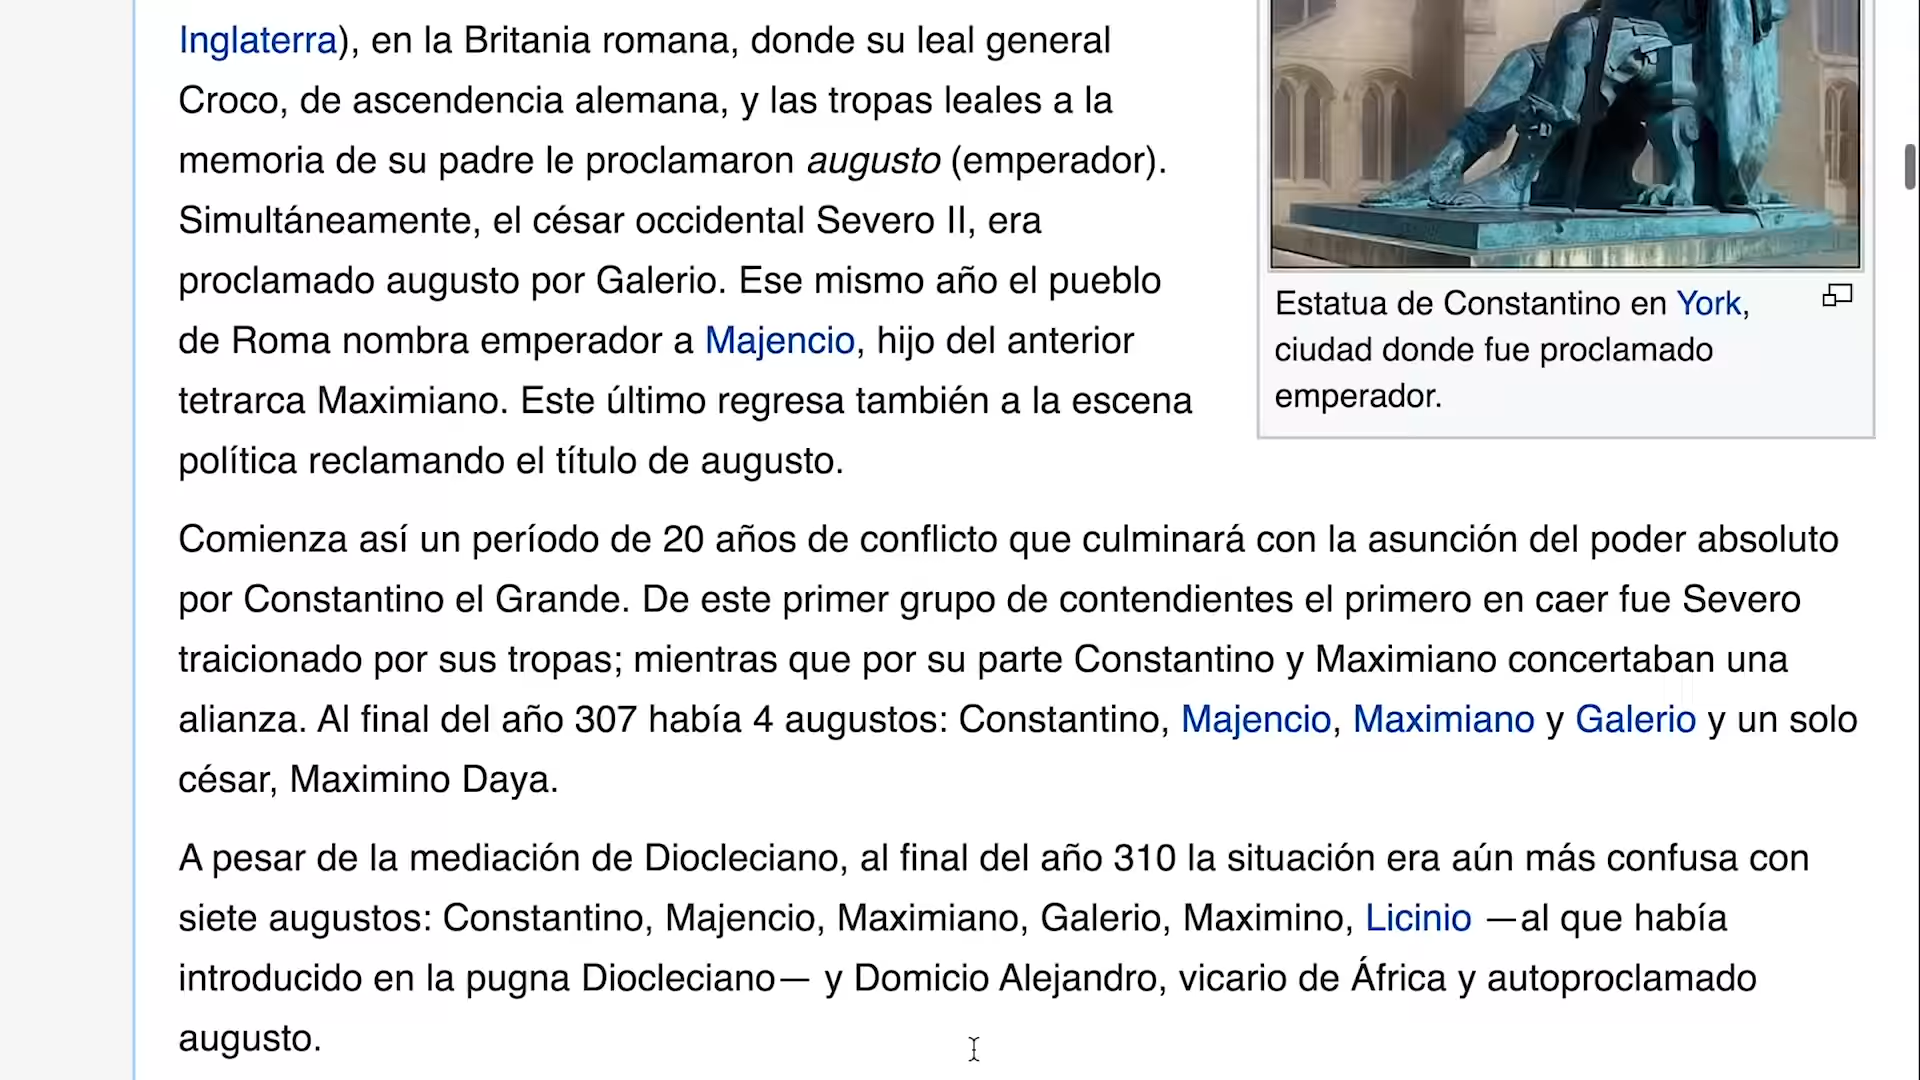 Inglaterra), en la Britania romana, donde su leal general
Croco, de ascendencia alemana, y las tropas leales a la
memoria de su padre le proclamaron augusto (emperador).
Simultáneamente, el césar occidental Severo II, era
proclamado augusto por Galerio. Ese mismo año el pueblo
de Roma nombra emperador a Majencio, hijo del anterior
tetrarca Maximiano. Este último regresa también a la escena
política reclamando el título de augusto.
Estatua de Constantino en York,
ciudad donde fue proclamado
emperador.
Comienza así un período de 20 años de conflicto que culminará con la asunción del poder absoluto
por Constantino el Grande. De este primer grupo de contendientes el primero en caer fue Severo
traicionado por sus tropas; mientras que por su parte Constantino y Maximiano concertaban una
alianza. Al final del año 307 había 4 augustos: Constantino, Majencio, Maximiano y Galerio y un solo
césar, Maximino Daya.
A pesar de la mediación de Diocleciano, al final del año 310 la situación era aún más confusa con
siete augustos: Constantino, Majencio, Maximiano, Galerio, Maximino, Licinio —al que había
introducido en la pugna Diocleciano— y Domicio Alejandro, vicario de África y autoproclamado
augusto.